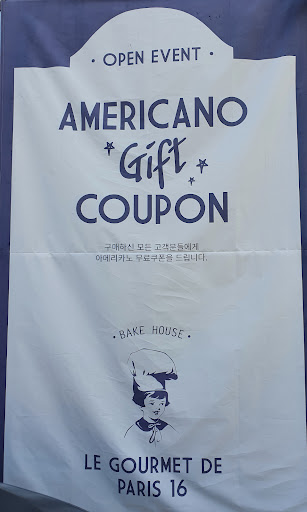 · OPEN EVENT ·
AMERICANO
Gift
COUPON
구매하신 모든 고객분들에게
아메리카노 무료쿠폰을 드립니다.
· BAKE HOUSE ·
LE GOURMET DE
PARIS 16